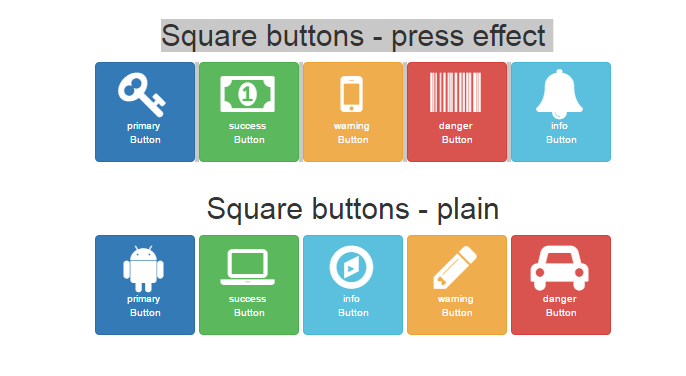 Square buttons - press effect
primary success warning danger info
Button Button Button Button Button
Square buttons - plain
primary success info warning danger
Button Button Button Button Button